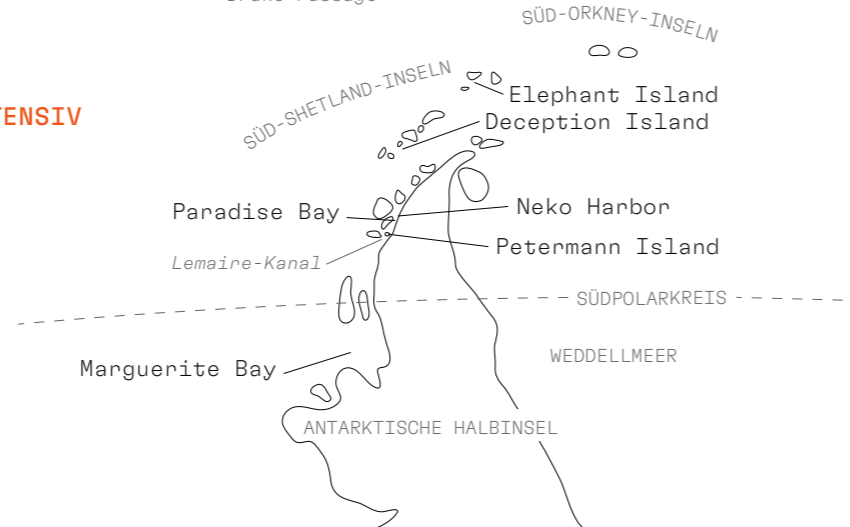 SÜD-ORKNEY-INSELN
SÜD-SHETLAND-INSELN
Elephant Island
TENSIV
Deception Island
Paradise Bay
Neko Harbor
Petermann Island
Lemaire-Kanal
SÜDPOLARKREIS
WEDDELLMEER
Marguerite Bay
ANTARKTISCHE HALBINSEL